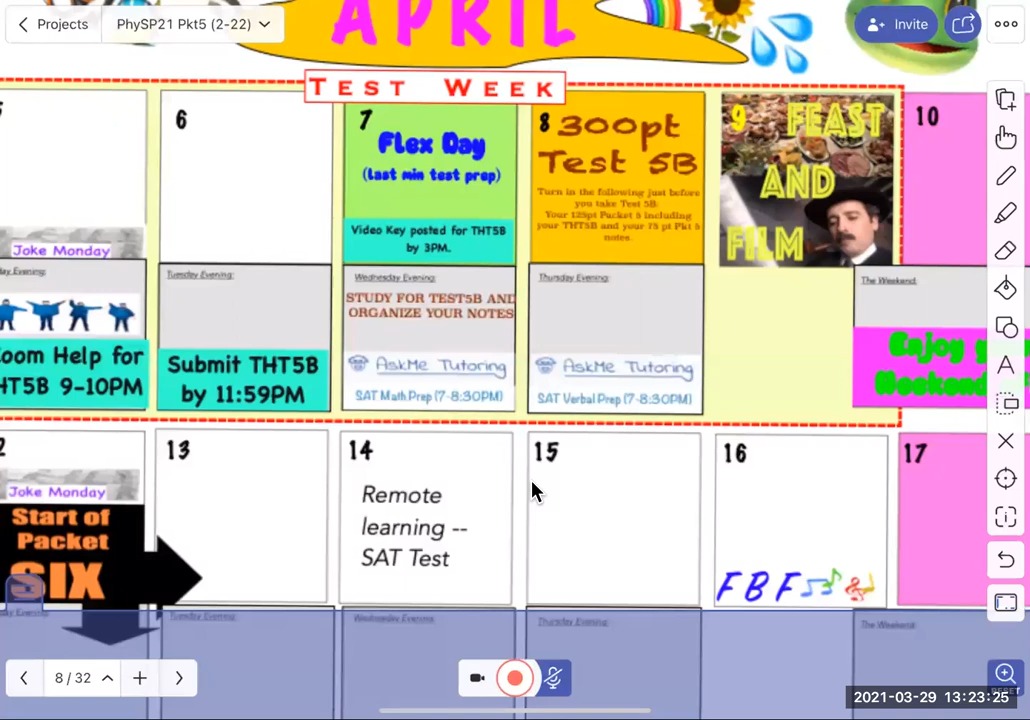 Projects
PhySP21 Pkt5 (2-22)
Invite
APRIL
TEST WEEK
6
7
Flex Day
(last min test prep)
Video Key posted for THT5B
by 3PM.
8 300pt
Test 5B
Turn in the following just before
you take Test 5B:
Your 125pt Packet 5 including
your THT5B and your 75 pt Pkt 5
notes.
9 FEAST
AND
FILM
10
Joke Monday
Evening:
Tuesday Evening:
Wednesday Evening:
Thursday Evening:
The Weekend:
oom Help for
HT5B 9-10PM
Submit THT5B
by 11:59PM
STUDY FOR TEST5B AND
ORGANIZE YOUR NOTES
AskMe Tutoring
SAT Math Prep (7-8:30PM)
AskMe Tutoring
SAT Verbal Prep (7-8:30PM)
Enjoy
Weekend
2
13
14
15
16
17
Joke Monday
Start of
Packet
SIX
Remote
learning --
SAT Test
FBF
Evening:
Tuesday Evening:
Wednesday Evening:
Thursday Evening:
The Weekend:
8 / 32
A
RESET
2021-03-29 13:23:25